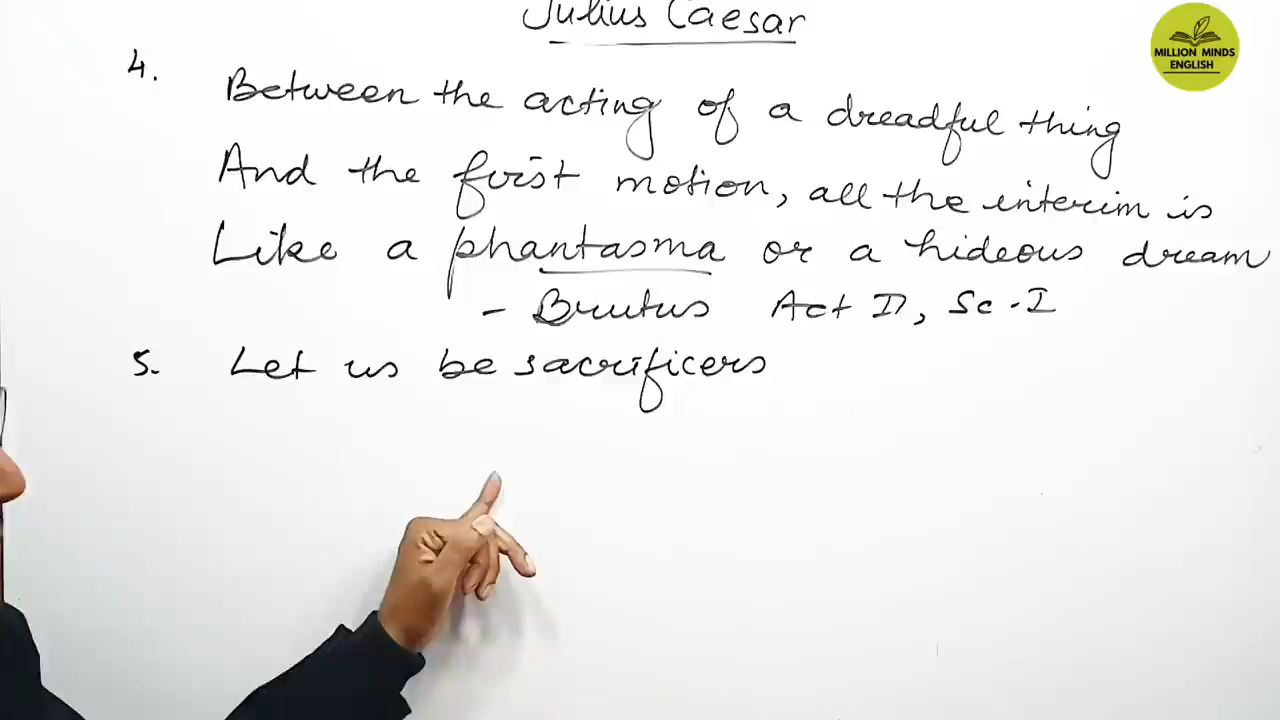 Julius Caesar
MILLION MINDS
ENGLISH
4.
Between the acting of a dreadful thing
And the first motion, all the interim is
Like a phantasma or a hideous dream
- Brutus Act II, Sc - I
5. Let us be sacrificers